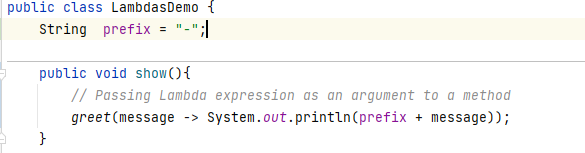 public class LambdasDemo {
    String  prefix = "-";
    public void show(){
        // Passing Lambda expression as an argument to a method
        greet(message -> System.out.println(prefix + message));
    }